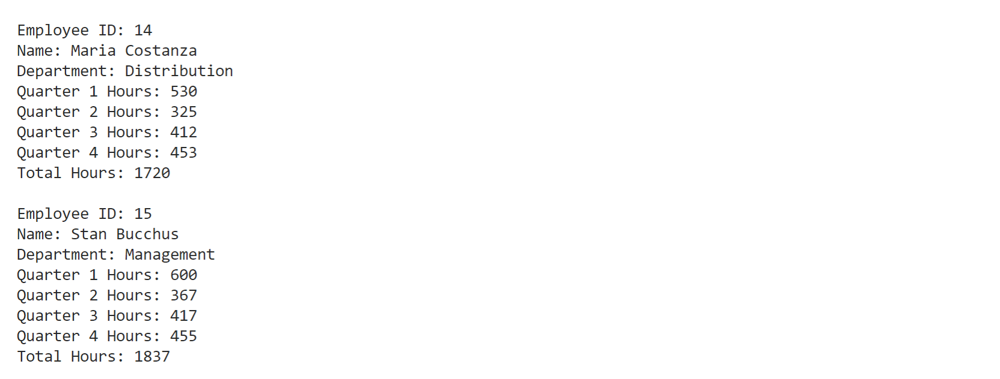 Employee ID: 14
Name: Maria Costanza
Department: Distribution
Quarter 1 Hours: 530
Quarter 2 Hours: 325
Quarter 3 Hours: 412
Quarter 4 Hours: 453
Total Hours: 1720

Employee ID: 15
Name: Stan Bucchus
Department: Management
Quarter 1 Hours: 600
Quarter 2 Hours: 367
Quarter 3 Hours: 417
Quarter 4 Hours: 455
Total Hours: 1837